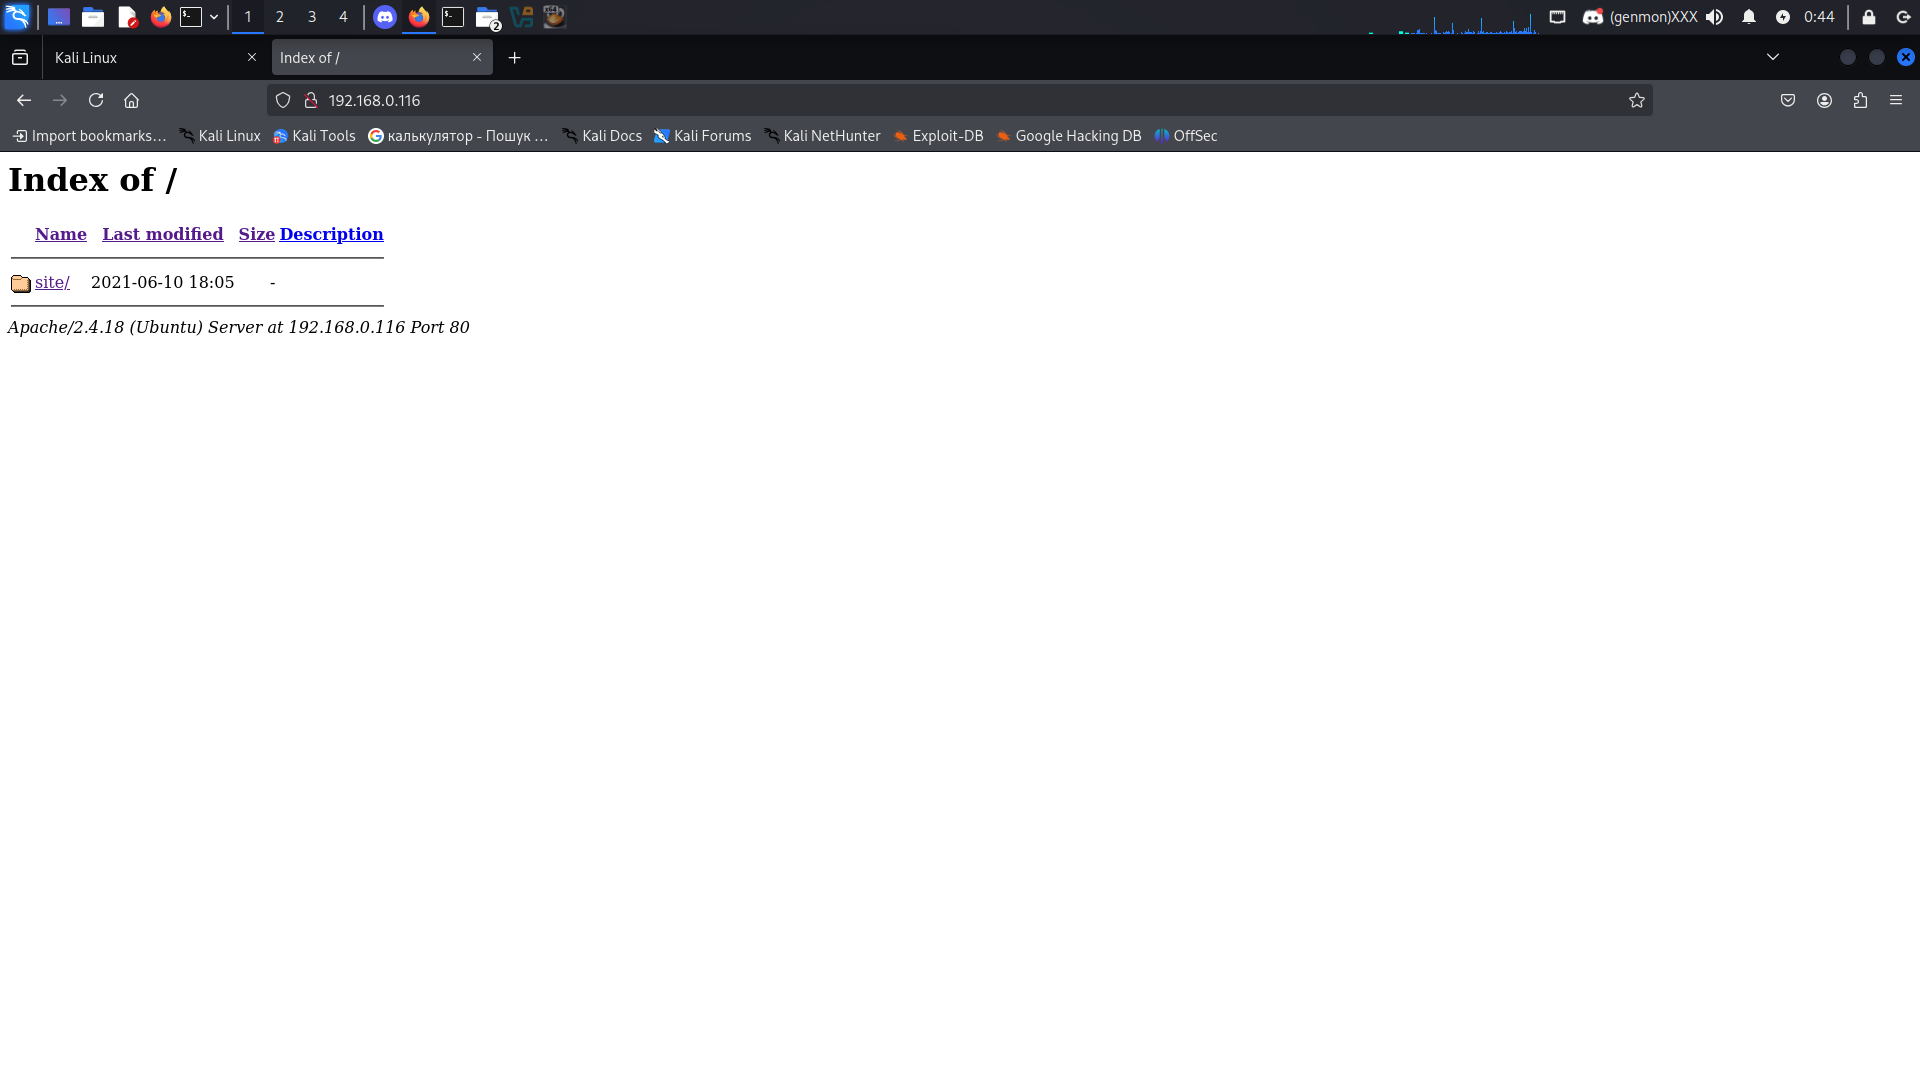 1 2 3 4 2 (genmon)XXX 0:44
Kali Linux Index of /
192.168.0.116
Import bookmarks… Kali Linux Kali Tools калькулятор - Пошук … Kali Docs Kali Forums Kali NetHunter Exploit-DB Google Hacking DB OffSec
Index of /
Name Last modified Size Description
site/ 2021-06-10 18:05 -
Apache/2.4.18 (Ubuntu) Server at 192.168.0.116 Port 80